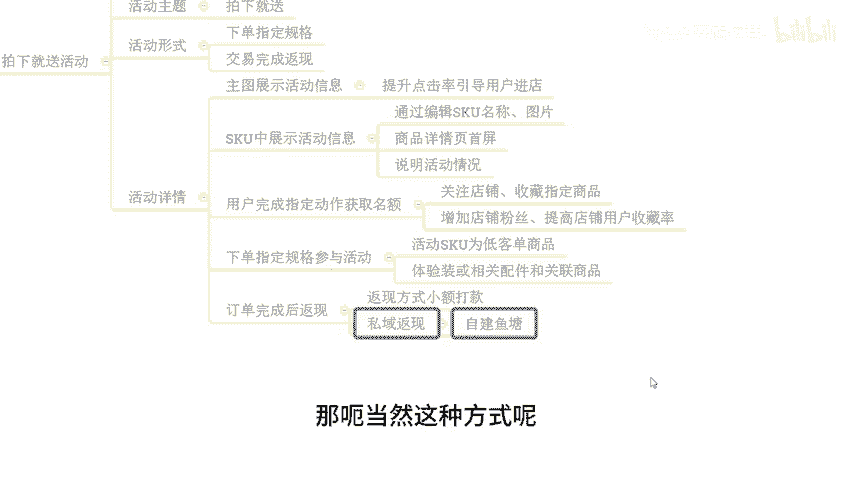 活动主题
拍下就送
拍下就送活动
活动形式
下单指定规格
交易完成返现
活动详情
主图展示活动信息
提升点击率引导用户进店
SKU中展示活动信息
通过编辑SKU名称、图片
商品详情页首屏
说明活动情况
用户完成指定动作获取名额
关注店铺、收藏指定商品
增加店铺粉丝、提高店铺用户收藏率
下单指定规格参与活动
活动SKU为低客单商品
体验装或相关配件和关联商品
订单完成后返现
返现方式小额打款
私域返现
自建鱼塘
那呃当然这种方式呢
bilibili